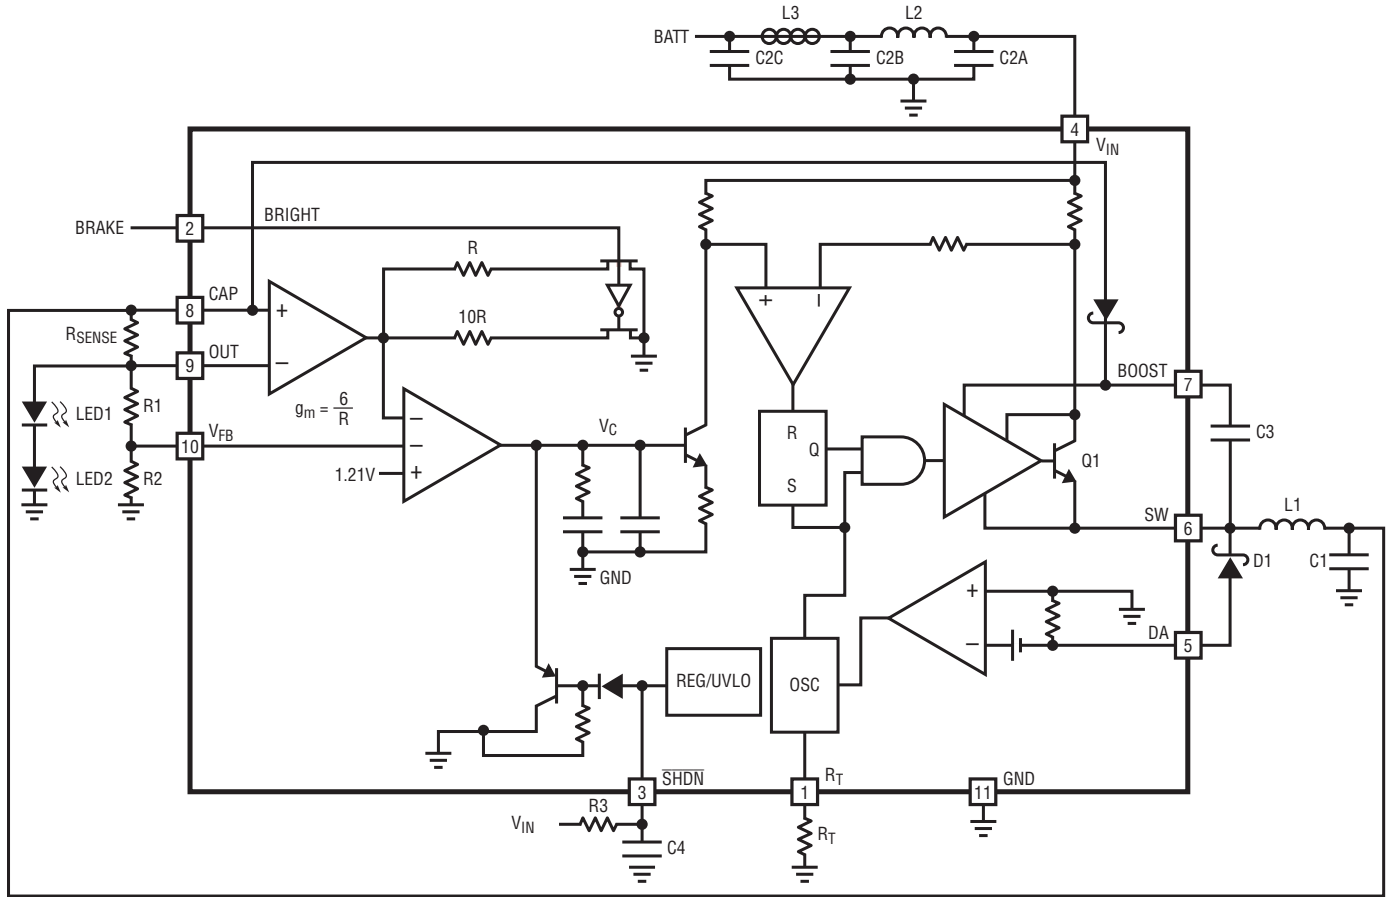 L3
L2
BATT
C2C
C2B
C2A
4
VIN
BRAKE
2
BRIGHT
R
+
–
8
CAP
+
10R
RSENSE
9
OUT
–
BOOST
7
LED1
R1
gm = 6/R
–
R
Q
C3
10
VFB
–
VC
Q1
LED2
R2
1.21V
+
S
SW
6
L1
GND
+
D1
C1
–
DA
5
REG/UVLO
OSC
3
SHDN
1
RT
11
GND
R3
VIN
C4
RT